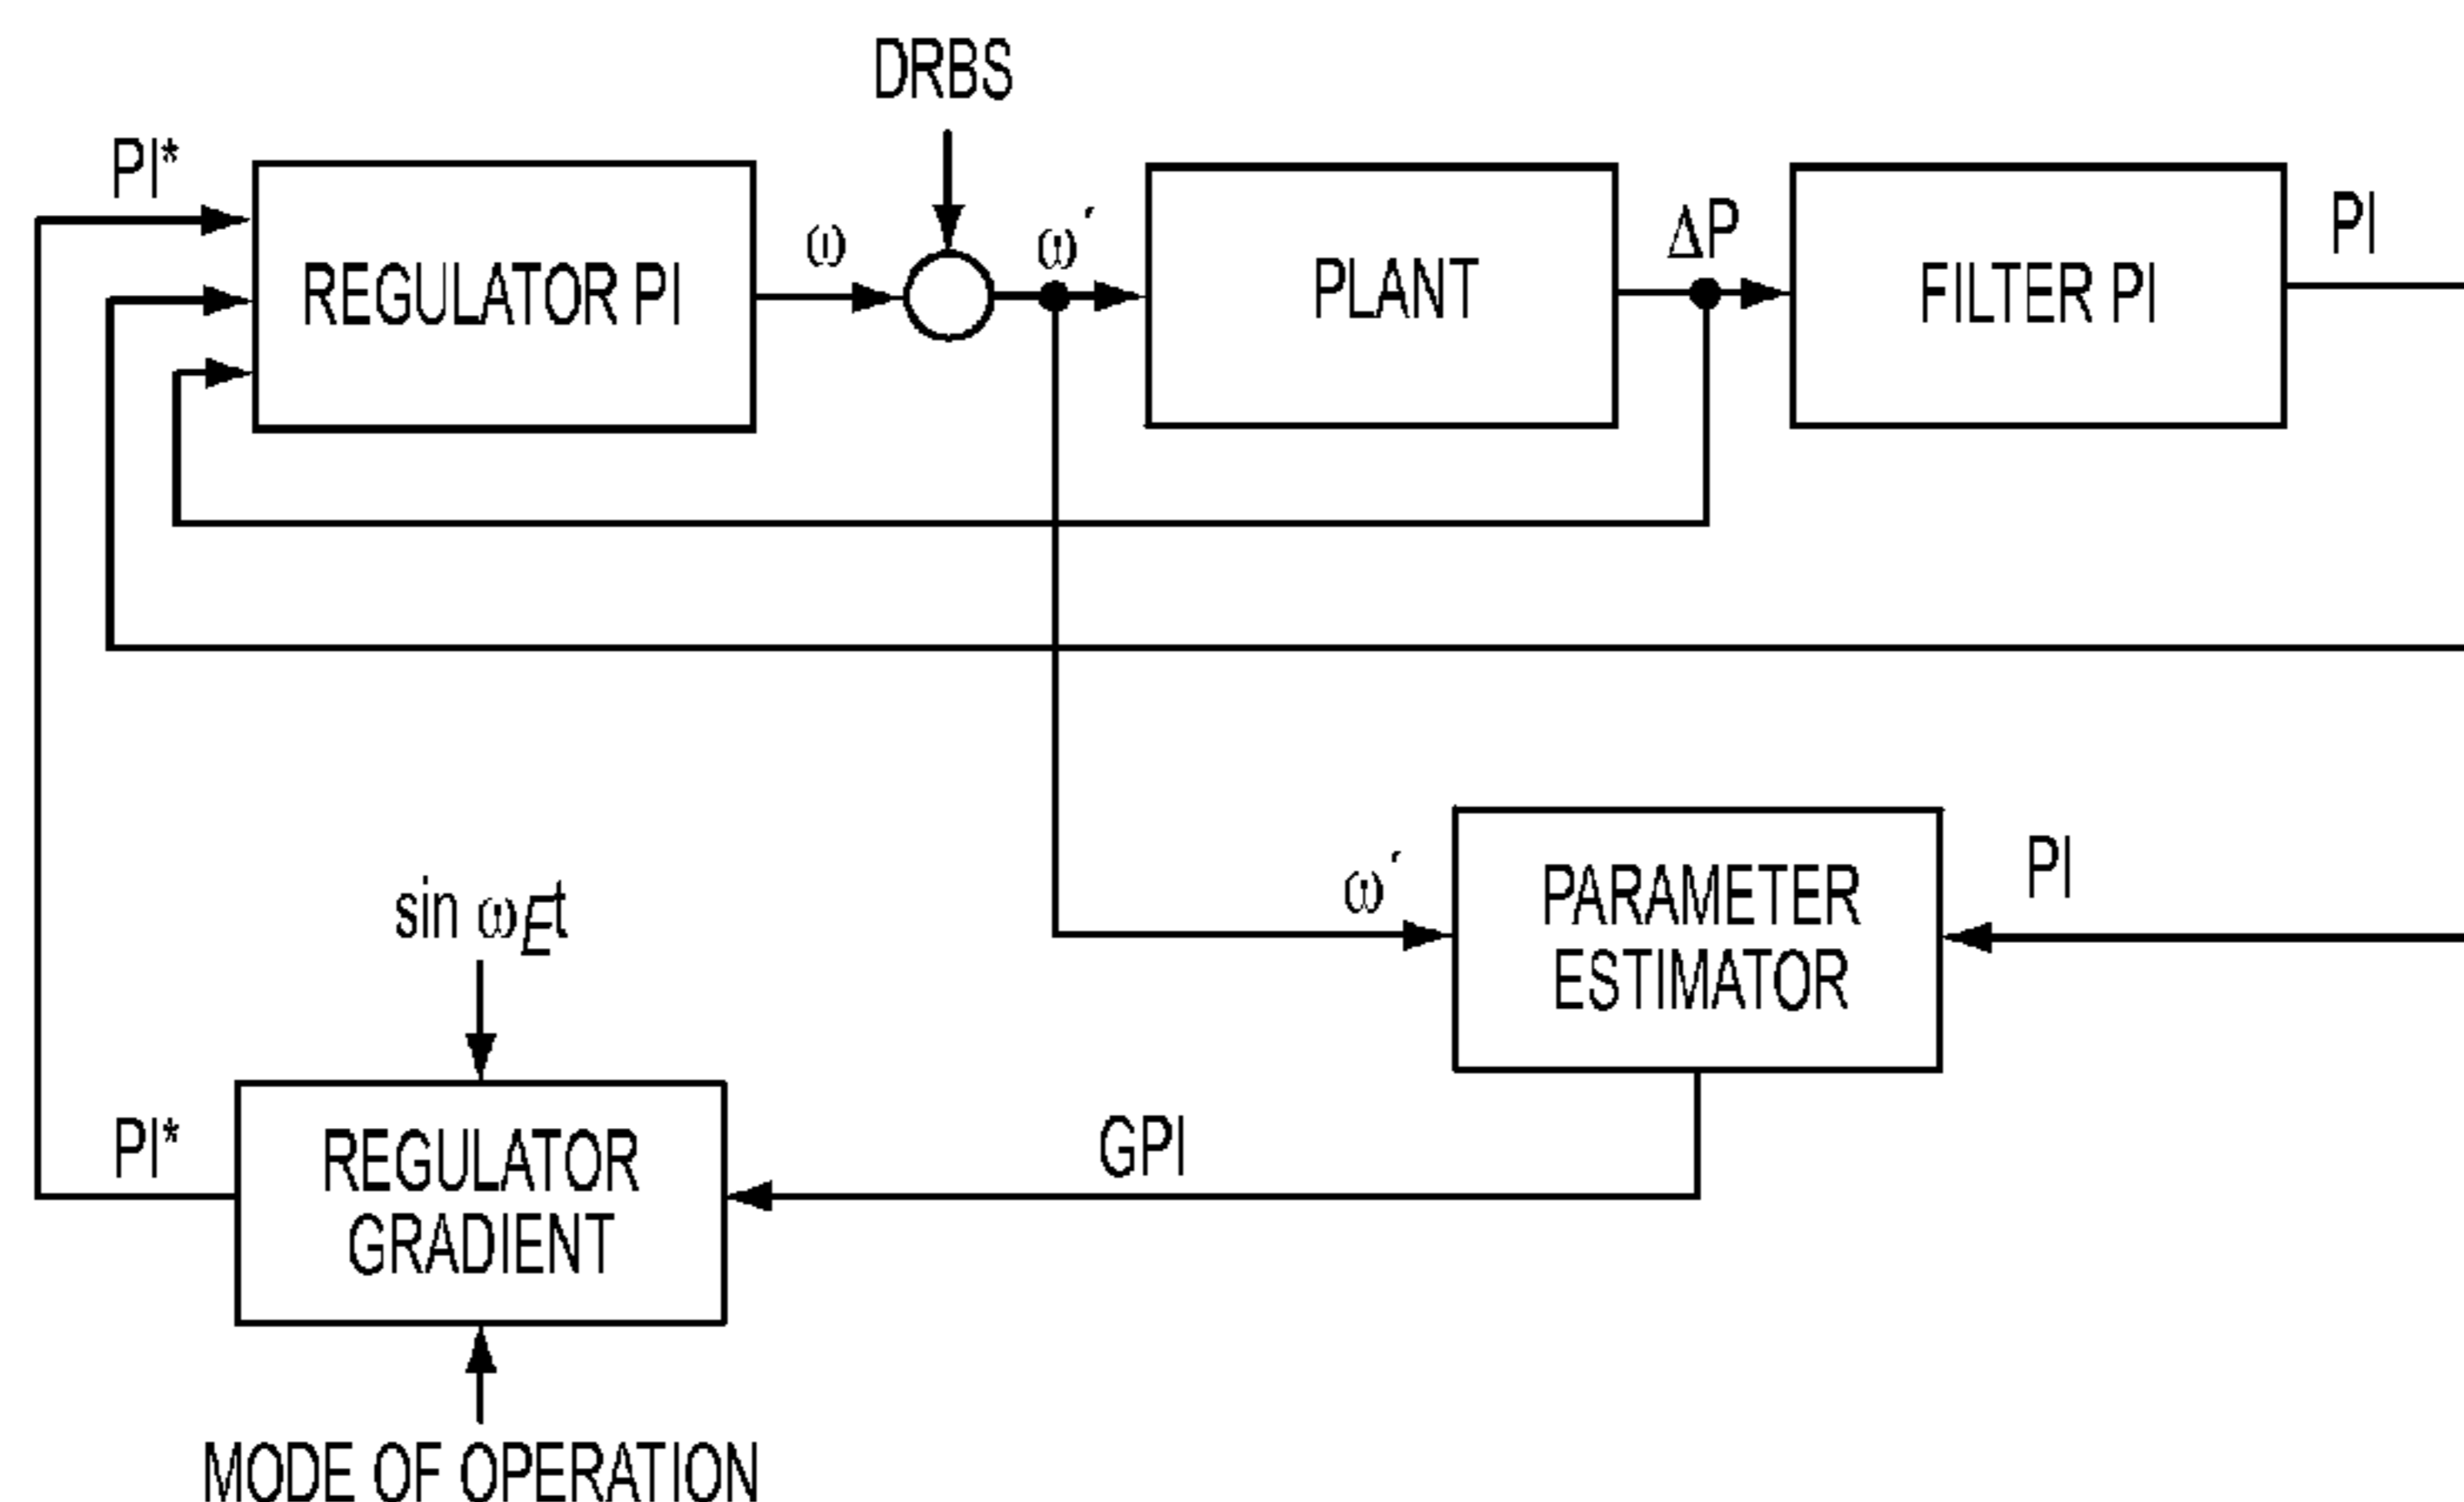 DRBS
PI*
REGULATOR PI
ω
ω´
PLANT
ΔP
FILTER PI
PI
sin ωEt
ω´
PARAMETER
ESTIMATOR
PI
PI*
REGULATOR
GRADIENT
GPI
MODE OF OPERATION